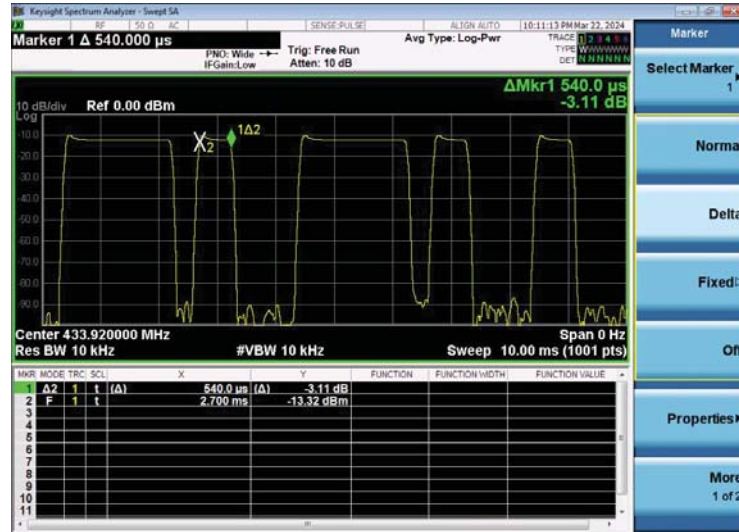 Keysight Spectrum Analyzer - Swept SA
RF 50 Ω AC SENSE:PULSE ALIGN AUTO 10:11:13 PM Mar 22, 2024
Marker 1 Δ 540.000 µs
PNO: Wide
IFGain:Low
Trig: Free Run
Atten: 10 dB
Avg Type: Log-Pwr
TRACE 1 2 3 4 5 6
TYPE W
DET N N N N N N
ΔMkr1 540.0 µs
-3.11 dB
10 dB/div Ref 0.00 dBm
Log
-10.0
-20.0
-30.0
-40.0
-50.0
-60.0
-70.0
-80.0
-90.0
X2
1Δ2
Center 433.920000 MHz Span 0 Hz
Res BW 10 kHz #VBW 10 kHz Sweep 10.00 ms (1001 pts)
MKR MODE TRC SCL X Y FUNCTION FUNCTION WIDTH FUNCTION VALUE
1 Δ2 1 t (Δ) 540.0 µs (Δ) -3.11 dB
2 F 1 t 2.700 ms -13.32 dBm
3
4
5
6
7
8
9
10
11
Marker
Select Marker
1
Norma
Delta
Fixed
Of
Properties
More
1 of 2